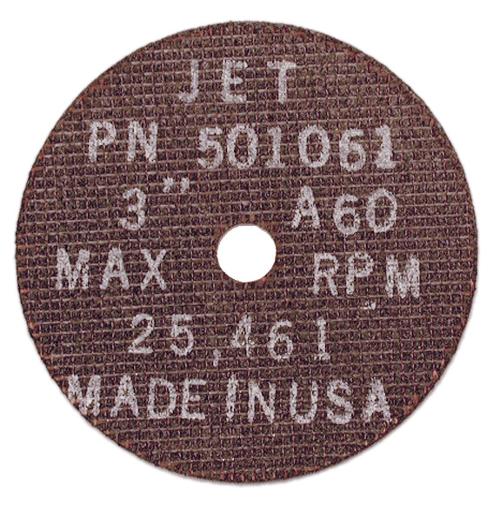 JET
PN 501061
3" A60
MAX RPM
25,461
MADE IN USA